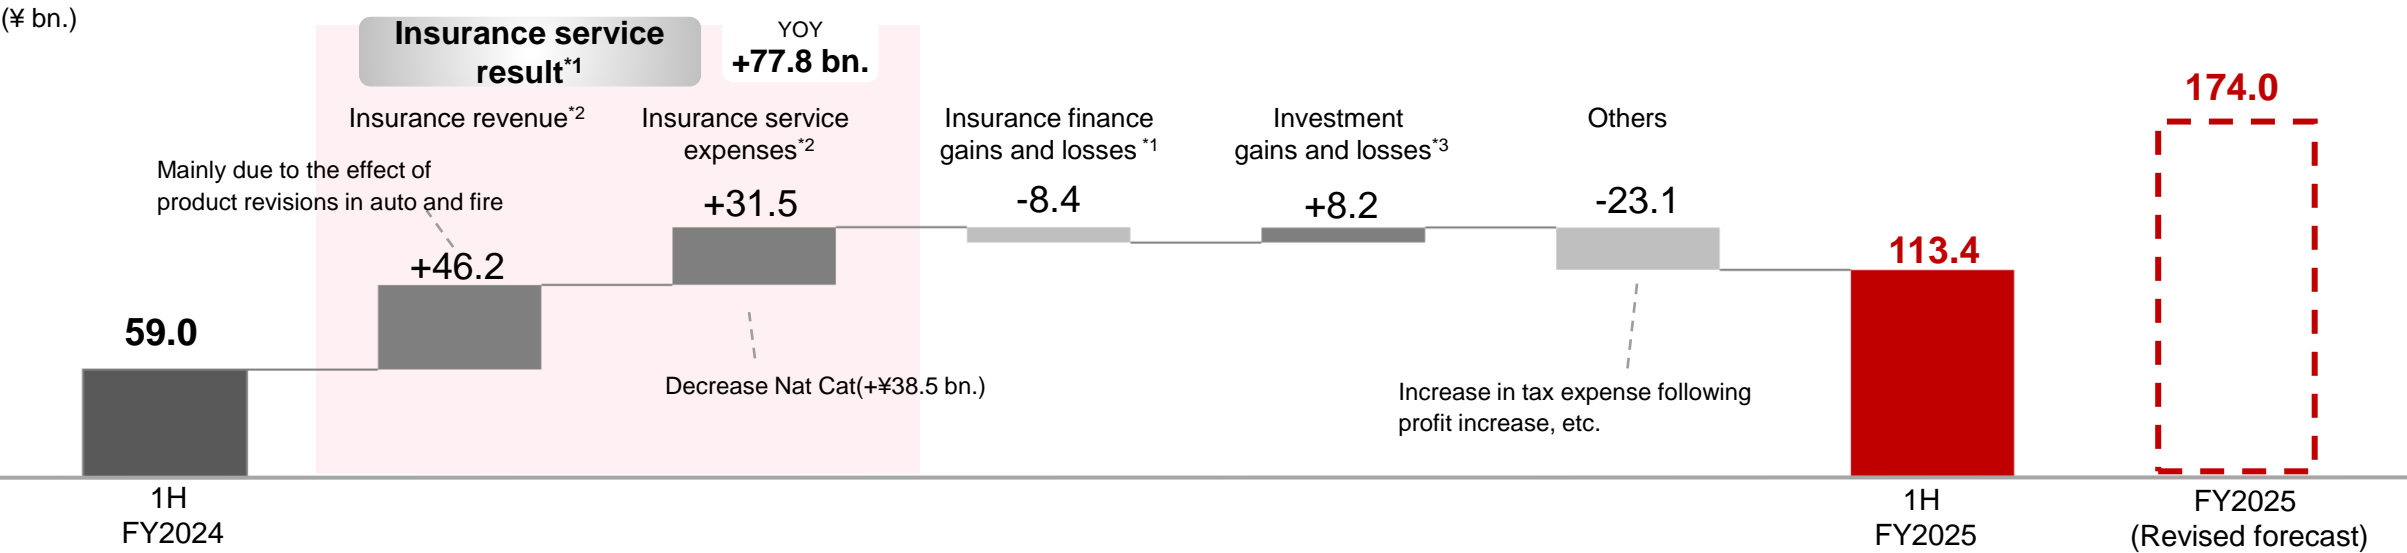 (¥ bn.)
Insurance service
result*1
YOY
+77.8 bn.
Insurance revenue*2
Insurance service
expenses*2
Insurance finance
gains and losses *1
Investment
gains and losses*3
Others
174.0
Mainly due to the effect of
product revisions in auto and fire
+46.2
+31.5
-8.4
+8.2
-23.1
113.4
59.0
Decrease Nat Cat(+¥38.5 bn.)
Increase in tax expense following
profit increase, etc.
1H
FY2024
1H
FY2025
FY2025
(Revised forecast)